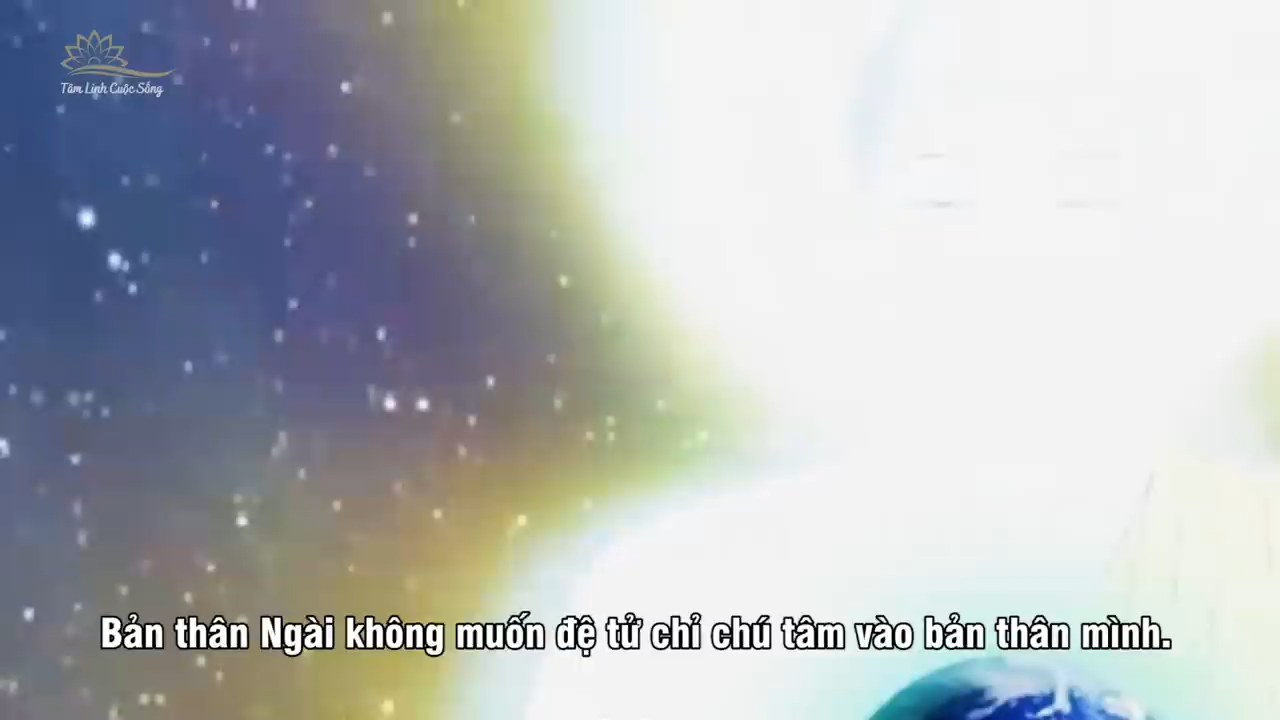 Tâm Linh Cuộc Sống
Bản thân Ngài không muốn đệ tử chỉ chú tâm vào bản thân mình.